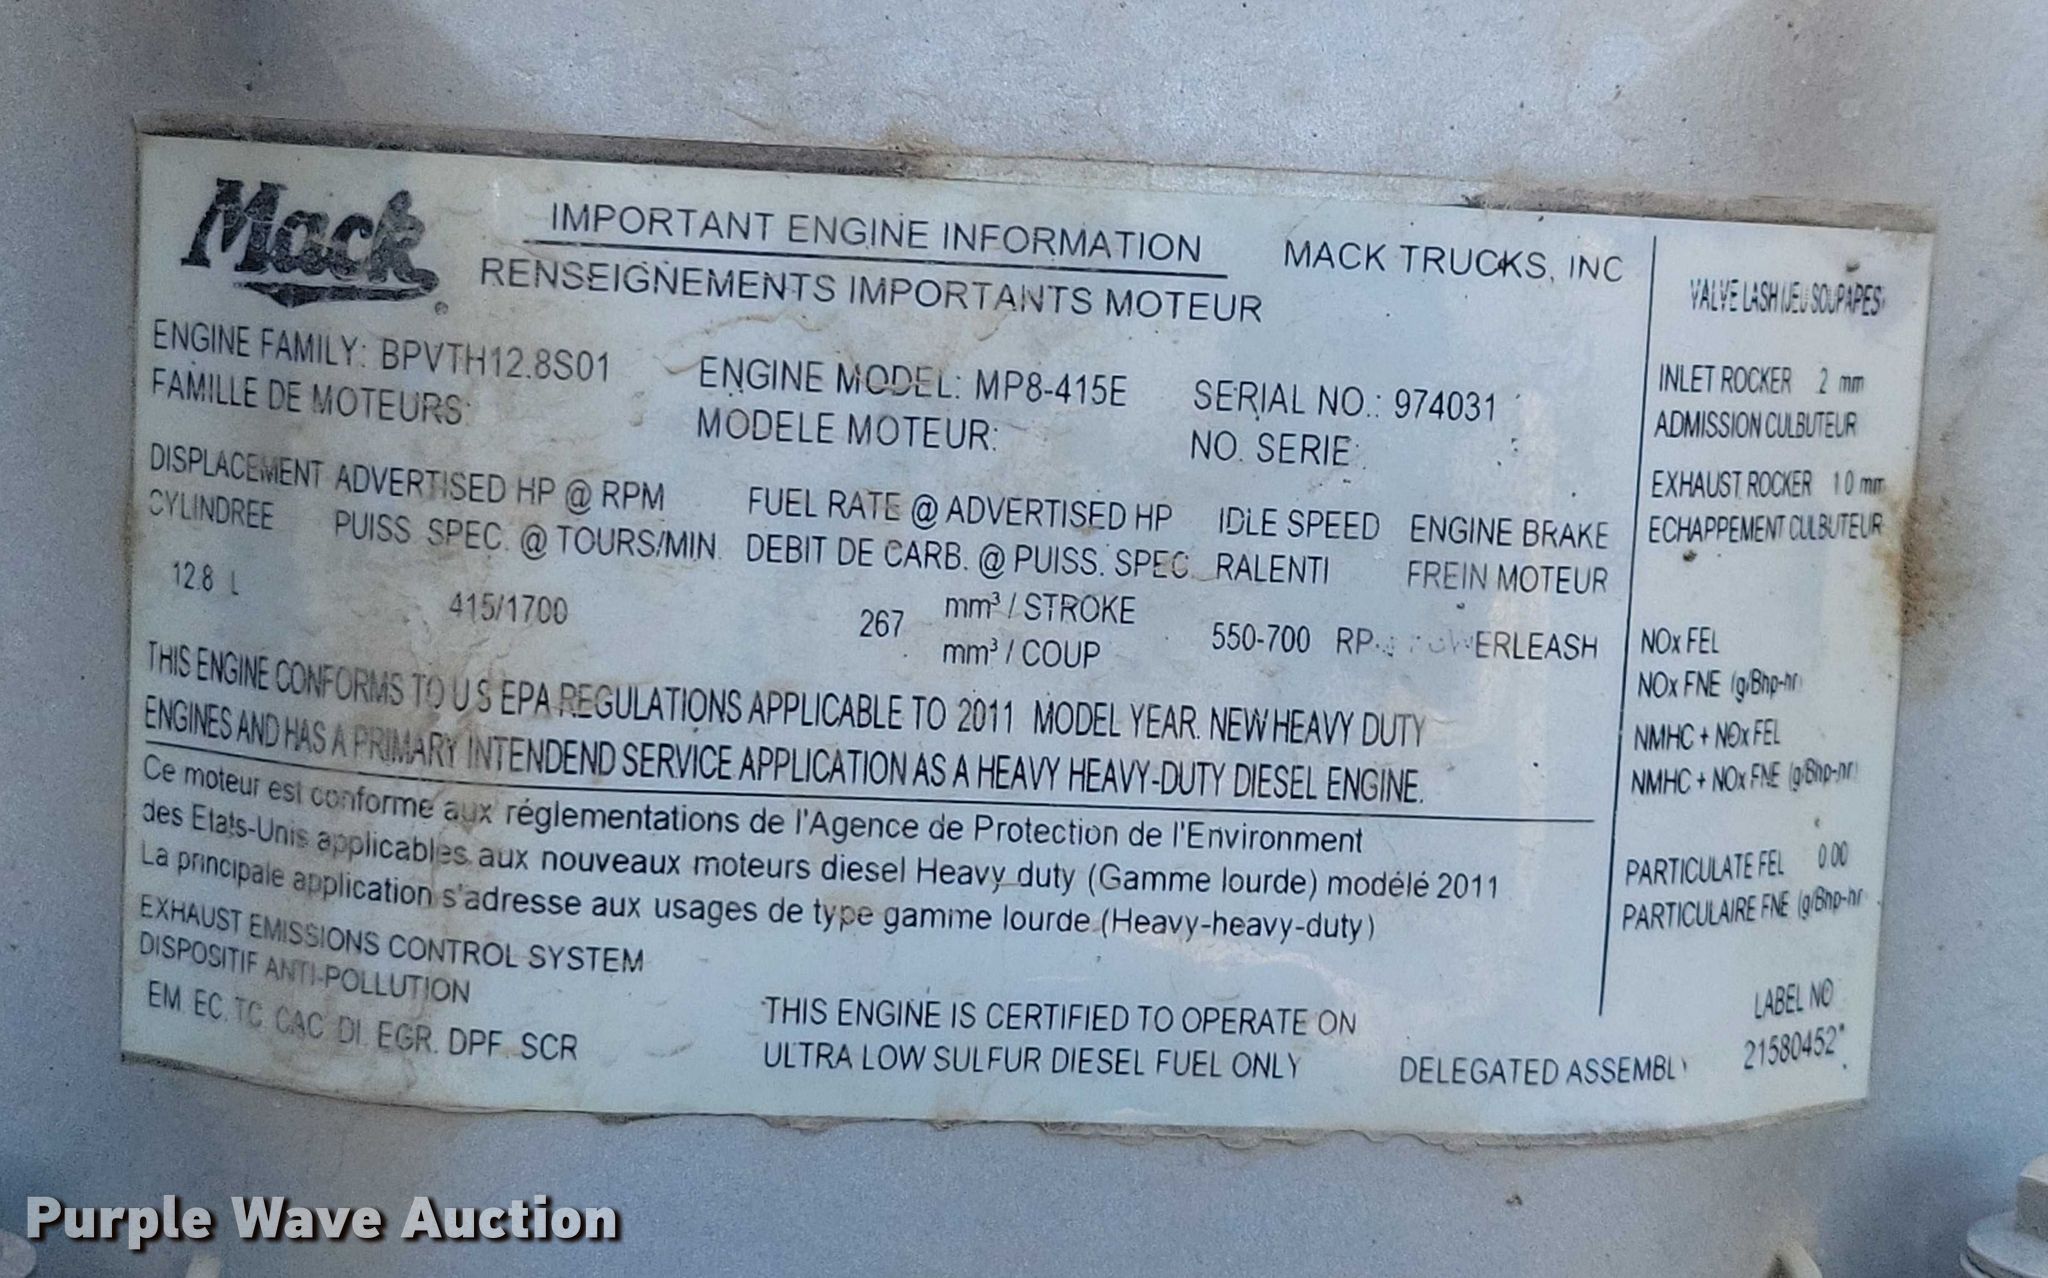 Mack®
IMPORTANT ENGINE INFORMATION
RENSEIGNEMENTS IMPORTANTS MOTEUR
MACK TRUCKS, INC
ENGINE FAMILY: BPVTH12.8S01
FAMILLE DE MOTEURS:
ENGINE MODEL: MP8-415E
MODELE MOTEUR:
SERIAL NO.: 974031
NO. SERIE:
DISPLACEMENT
CYLINDREE
12.8 L
ADVERTISED HP @ RPM
PUISS. SPEC. @ TOURS/MIN.
415/1700
FUEL RATE @ ADVERTISED HP
DEBIT DE CARB. @ PUISS. SPEC.
267
mm³ / STROKE
mm³ / COUP
IDLE SPEED
RALENTI
550-700
ENGINE BRAKE
FREIN MOTEUR
THIS ENGINE CONFORMS TO U S EPA REGULATIONS APPLICABLE TO 2011 MODEL YEAR. NEW HEAVY DUTY
ENGINES AND HAS A PRIMARY INTENDEND SERVICE APPLICATION AS A HEAVY HEAVY-DUTY DIESEL ENGINE.
Ce moteur est conforme aux réglementations de l'Agence de Protection de l'Environment
des Etats-Unis applicables aux nouveaux moteurs diesel Heavy duty (Gamme lourde) modélé 2011
La principale application s'adresse aux usages de type gamme lourde (Heavy-heavy-duty)
EXHAUST EMISSIONS CONTROL SYSTEM
DISPOSITIF ANTI-POLLUTION
EM. EC. TC. CAC. DI. EGR. DPF. SCR
THIS ENGINE IS CERTIFIED TO OPERATE ON
ULTRA LOW SULFUR DIESEL FUEL ONLY
DELEGATED ASSEMBLY
VALVE LASH (JEU SOUPAPES)
INLET ROCKER 2 mm
ADMISSION CULBUTEUR
EXHAUST ROCKER 1 0 mm
ECHAPPEMENT CULBUTEUR
NOx FEL
NOx FNE (g/Bhp-hr)
NMHC + NOx FEL
NMHC + NOx FNE (g/Bhp-hr)
PARTICULATE FEL 0.00
PARTICULAIRE FNE (g/Bhp-hr
LABEL NO
21580452
Purple Wave Auction